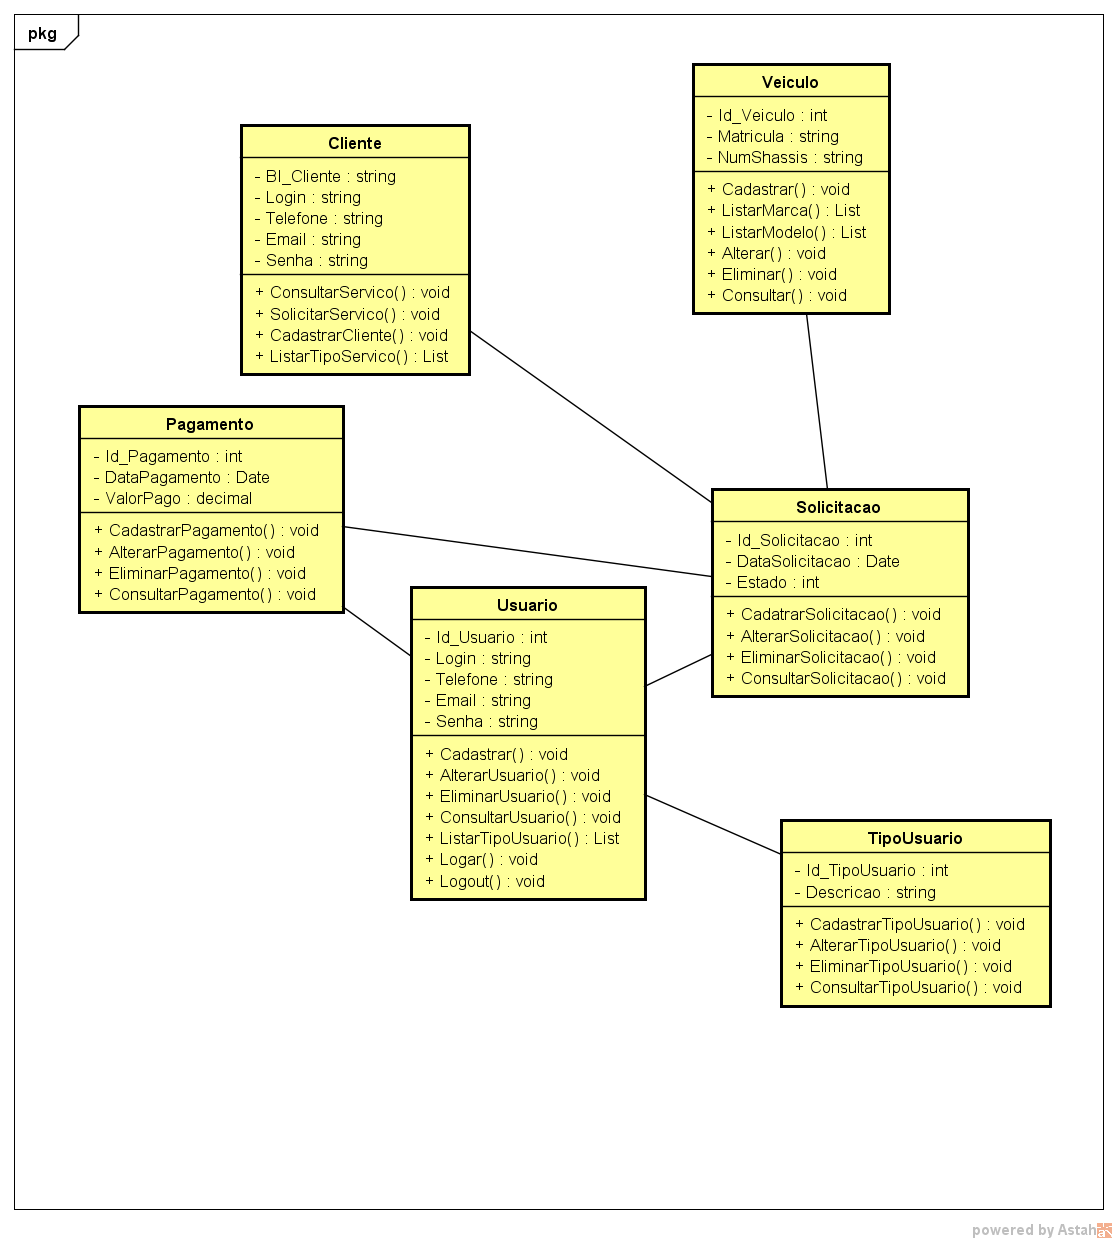 pkg
Veiculo
- Id_Veiculo : int
- Matricula : string
- NumShassis : string
+ Cadastrar() : void
+ ListarMarca() : List
+ ListarModelo() : List
+ Alterar() : void
+ Eliminar() : void
+ Consultar() : void
Cliente
- BI_Cliente : string
- Login : string
- Telefone : string
- Email : string
- Senha : string
+ ConsultarServico() : void
+ SolicitarServico() : void
+ CadastrarCliente() : void
+ ListarTipoServico() : List
Pagamento
- Id_Pagamento : int
- DataPagamento : Date
- ValorPago : decimal
+ CadastrarPagamento() : void
+ AlterarPagamento() : void
+ EliminarPagamento() : void
+ ConsultarPagamento() : void
Solicitacao
- Id_Solicitacao : int
- DataSolicitacao : Date
- Estado : int
+ CadatrarSolicitacao() : void
+ AlterarSolicitacao() : void
+ EliminarSolicitacao() : void
+ ConsultarSolicitacao() : void
Usuario
- Id_Usuario : int
- Login : string
- Telefone : string
- Email : string
- Senha : string
+ Cadastrar() : void
+ AlterarUsuario() : void
+ EliminarUsuario() : void
+ ConsultarUsuario() : void
+ ListarTipoUsuario() : List
+ Logar() : void
+ Logout() : void
TipoUsuario
- Id_TipoUsuario : int
- Descricao : string
+ CadastrarTipoUsuario() : void
+ AlterarTipoUsuario() : void
+ EliminarTipoUsuario() : void
+ ConsultarTipoUsuario() : void
powered by Astah